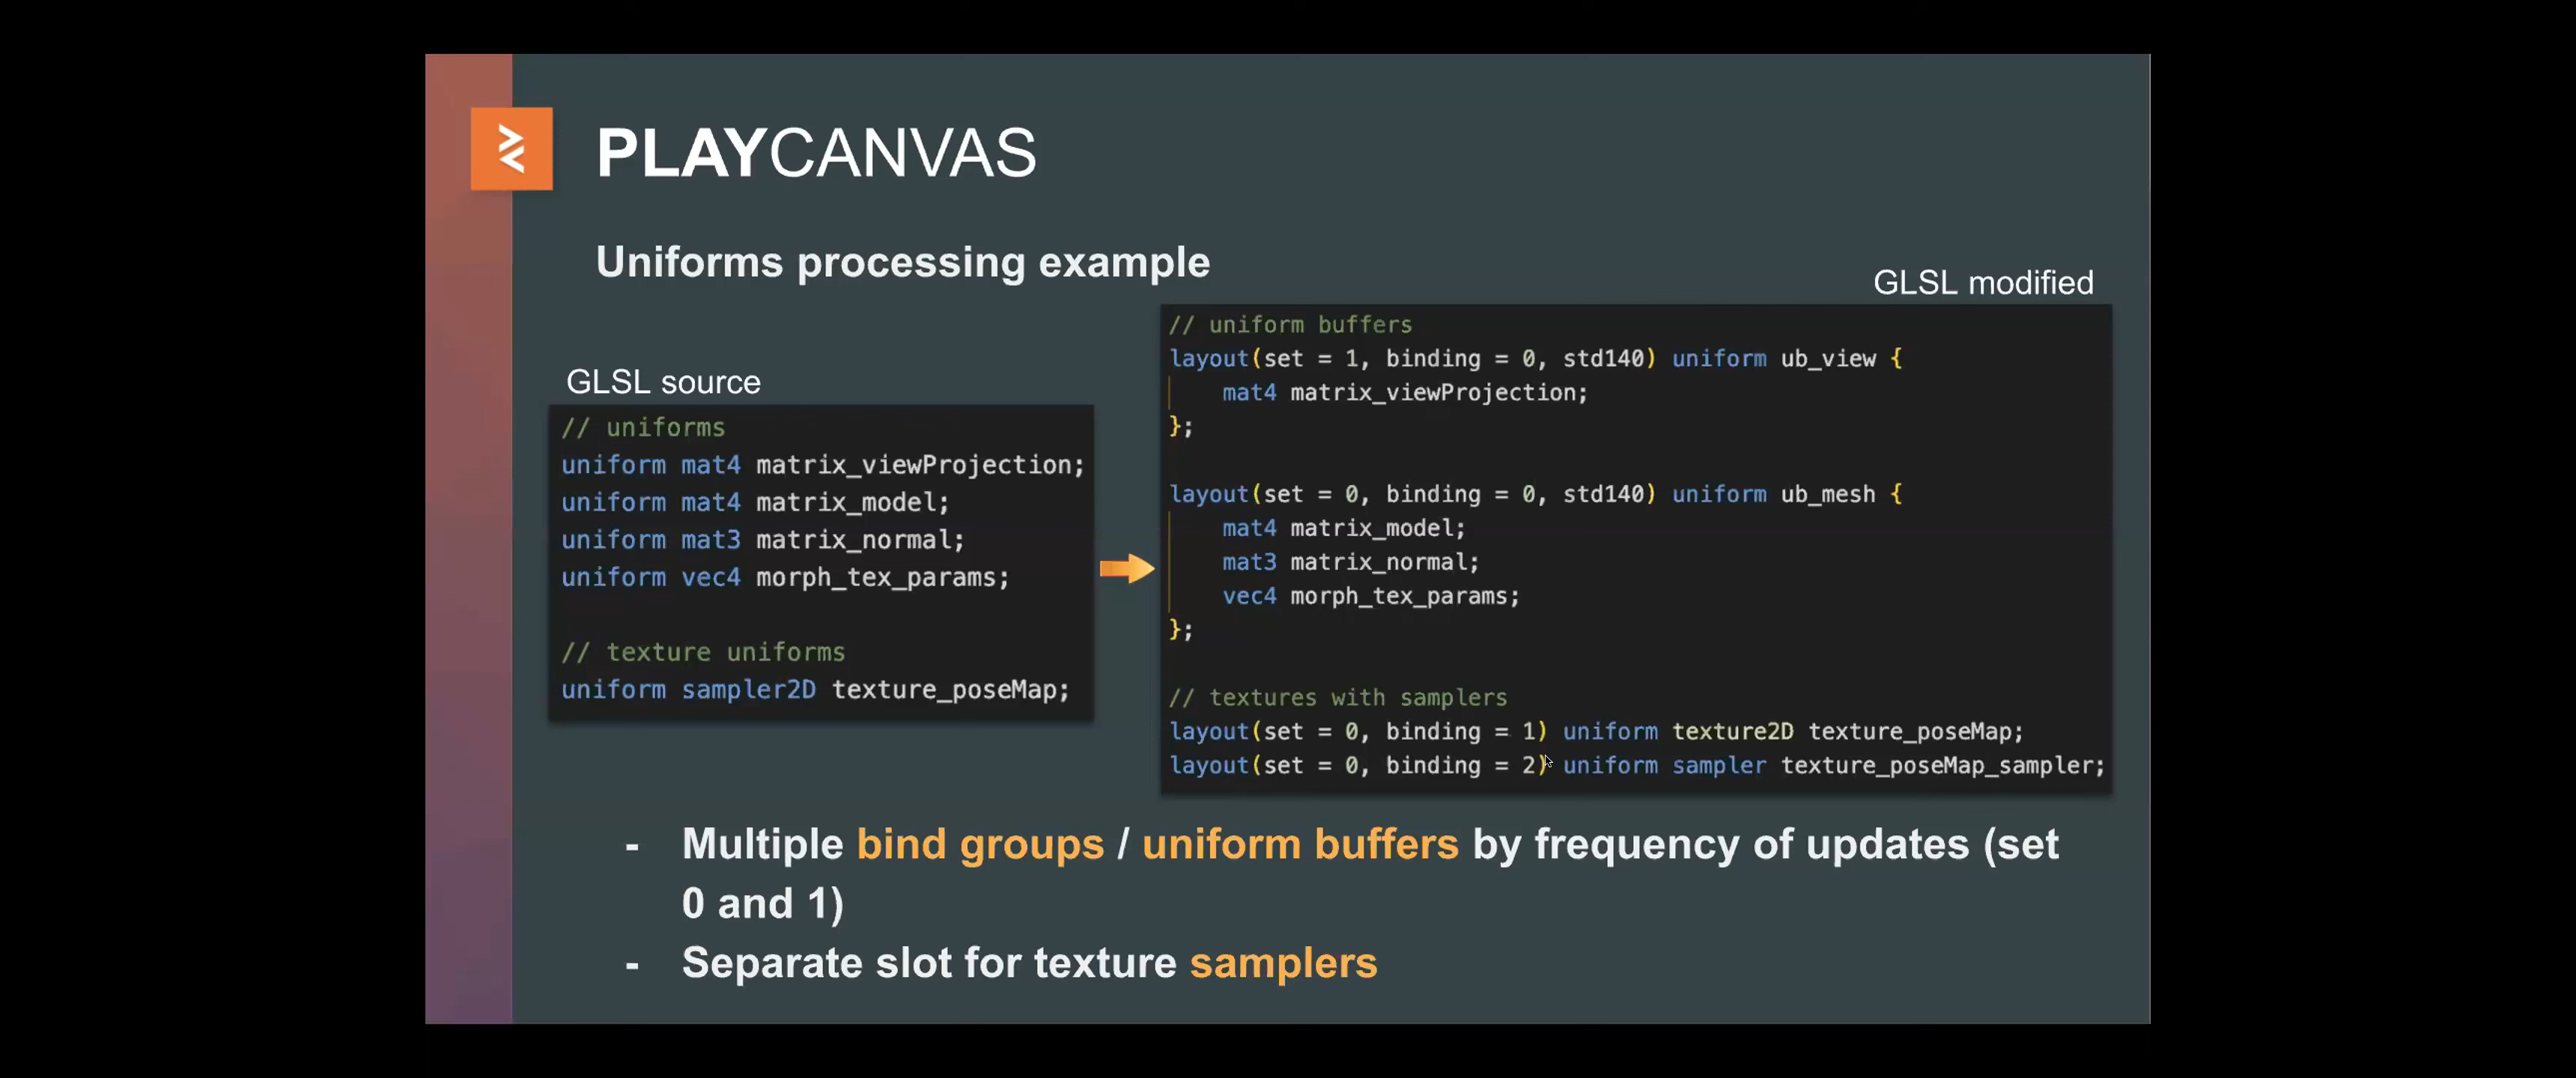 PLAYCANVAS
Uniforms processing example
GLSL source
// uniforms
uniform mat4 matrix_viewProjection;
uniform mat4 matrix_model;
uniform mat3 matrix_normal;
uniform vec4 morph_tex_params;
// texture uniforms
uniform sampler2D texture_poseMap;
GLSL modified
// uniform buffers
layout(set = 1, binding = 0, std140) uniform ub_view {
    mat4 matrix_viewProjection;
};
layout(set = 0, binding = 0, std140) uniform ub_mesh {
    mat4 matrix_model;
    mat3 matrix_normal;
    vec4 morph_tex_params;
};
// textures with samplers
layout(set = 0, binding = 1) uniform texture2D texture_poseMap;
layout(set = 0, binding = 2) uniform sampler texture_poseMap_sampler;
- Multiple bind groups / uniform buffers by frequency of updates (set
0 and 1)
- Separate slot for texture samplers